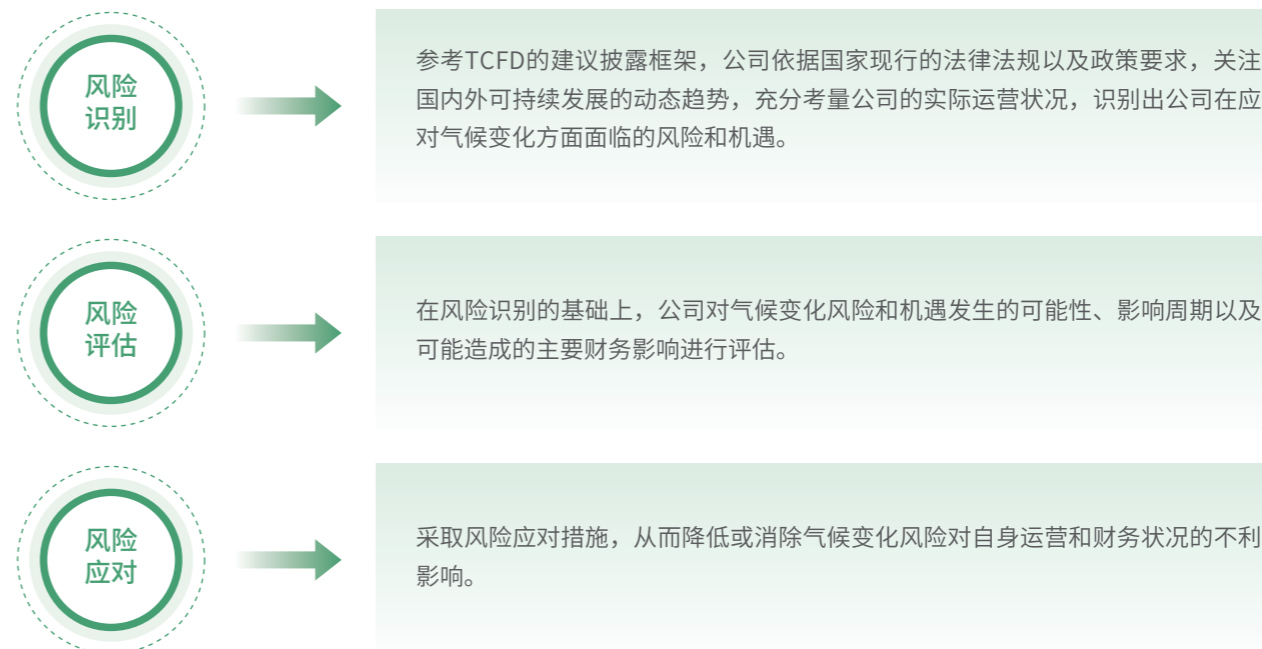 风险
识别
参考TCFD的建议披露框架，公司依据国家现行的法律法规以及政策要求，关注
国内外可持续发展的动态趋势，充分考量公司的实际运营状况，识别出公司在应
对气候变化方面面临的风险和机遇。
风险
评估
在风险识别的基础上，公司对气候变化风险和机遇发生的可能性、影响周期以及
可能造成的主要财务影响进行评估。
风险
应对
采取风险应对措施，从而降低或消除气候变化风险对自身运营和财务状况的不利
影响。